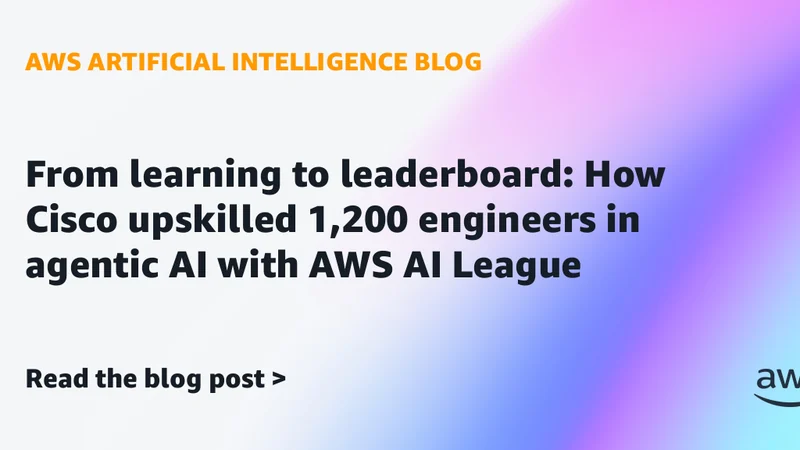 AWS ARTIFICIAL INTELLIGENCE BLOG
From learning to leaderboard: How
Cisco upskilled 1,200 engineers in
agentic AI with AWS AI League
Read the blog post >
aw